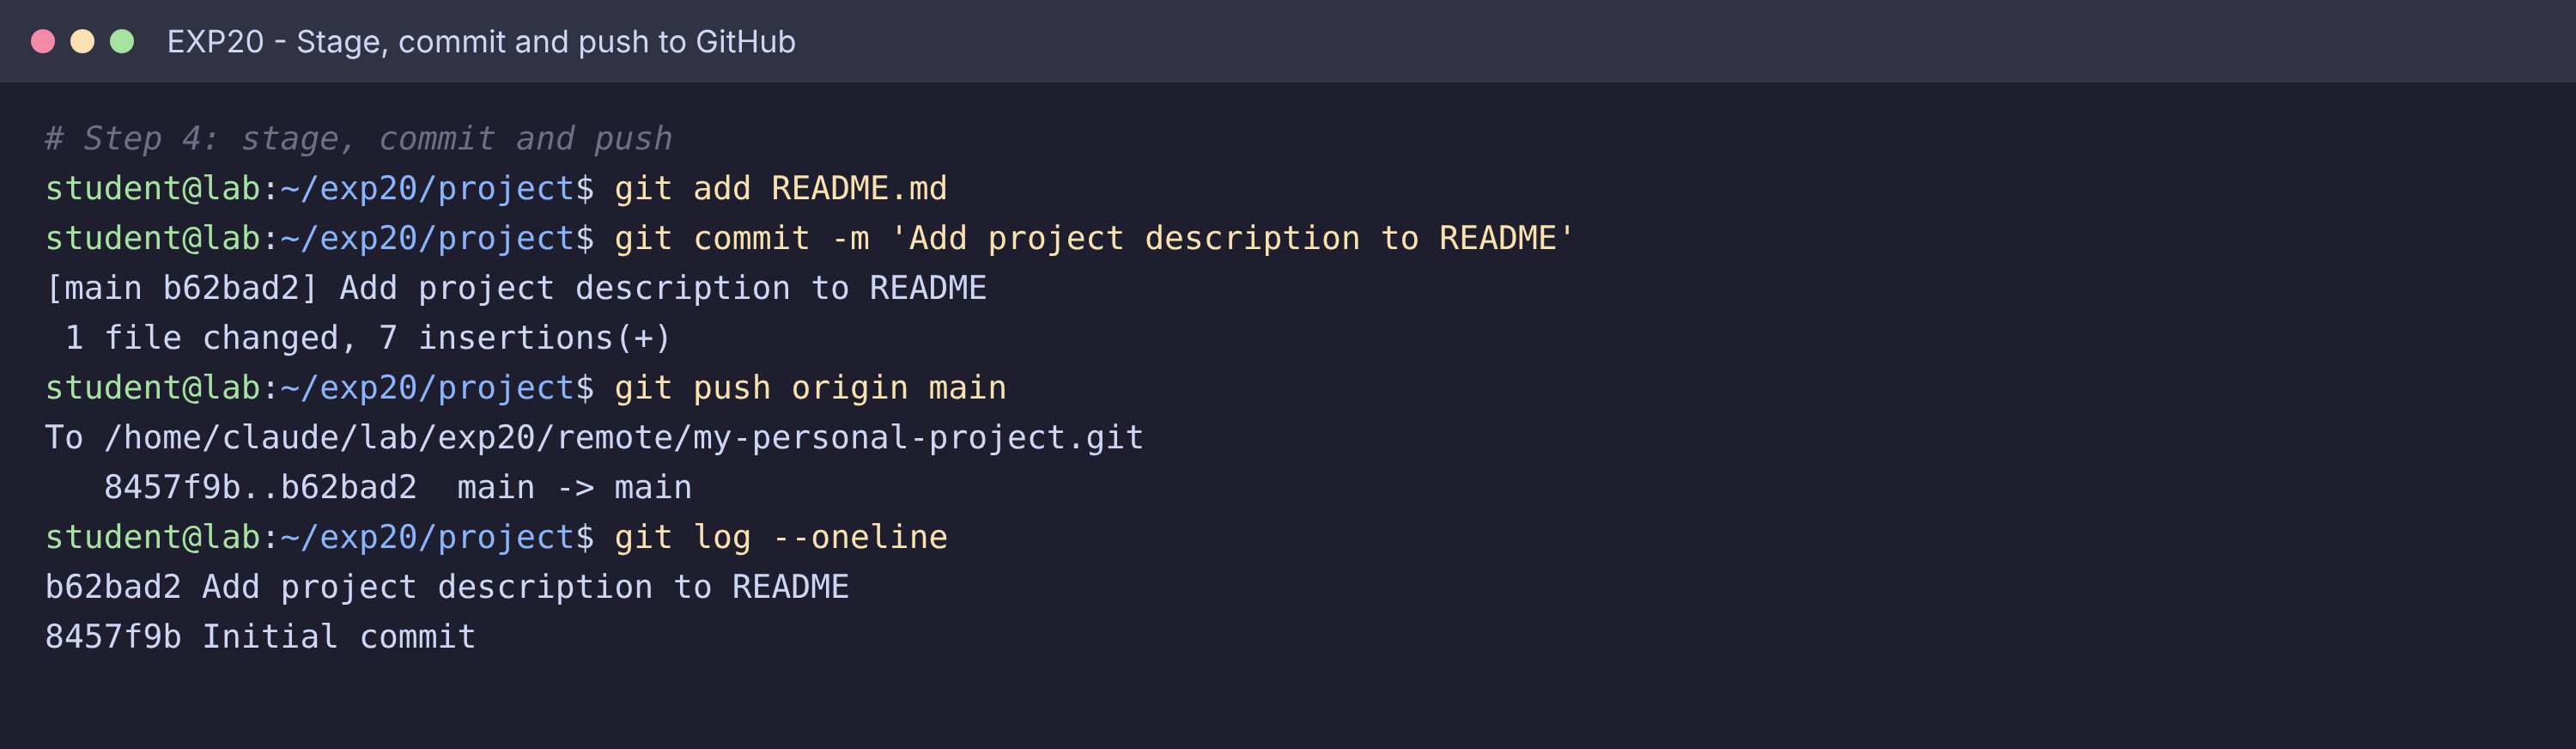 EXP20 - Stage, commit and push to GitHub
# Step 4: stage, commit and push
student@lab:~/exp20/project$ git add README.md
student@lab:~/exp20/project$ git commit -m 'Add project description to README'
[main b62bad2] Add project description to README
 1 file changed, 7 insertions(+)
student@lab:~/exp20/project$ git push origin main
To /home/claude/lab/exp20/remote/my-personal-project.git
   8457f9b..b62bad2  main -> main
student@lab:~/exp20/project$ git log --oneline
b62bad2 Add project description to README
8457f9b Initial commit